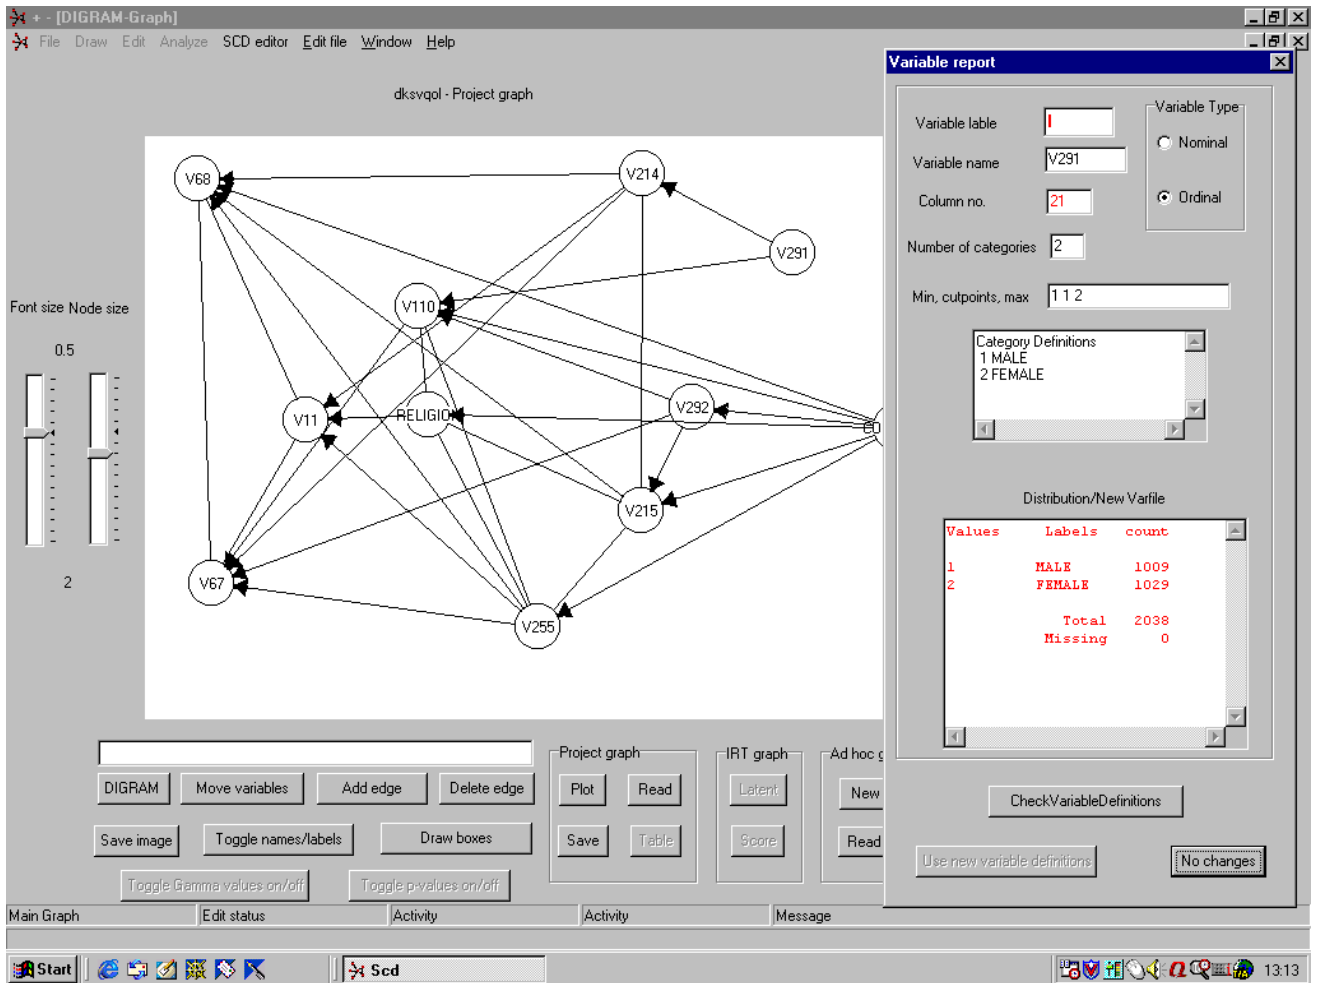 + - [DIGRAM-Graph]
File Draw Edit Analyze SCD editor Edit file Window Help
dksvqol - Project graph
V68
V214
V291
V110
V292
V11
RELIGIO
V215
V67
V255
Font size Node size
0.5
2
Variable report
Variable lable
I
Variable Type
Nominal
Ordinal
Variable name
V291
Column no.
21
Number of categories
2
Min, cutpoints, max
1 1 2
Category Definitions
1 MALE
2 FEMALE
Distribution/New Varfile
Values Labels count
1 MALE 1009
2 FEMALE 1029
Total 2038
Missing 0
CheckVariableDefinitions
Use new variable definitions
No changes
DIGRAM
Move variables
Add edge
Delete edge
Save image
Toggle names/labels
Draw boxes
Toggle Gamma values on/off
Toggle p-values on/off
Project graph
Plot
Read
Save
Table
IRT graph
Latent
Score
Ad hoc g
New
Read
Main Graph
Edit status
Activity
Activity
Message
Start
Scd
13:13